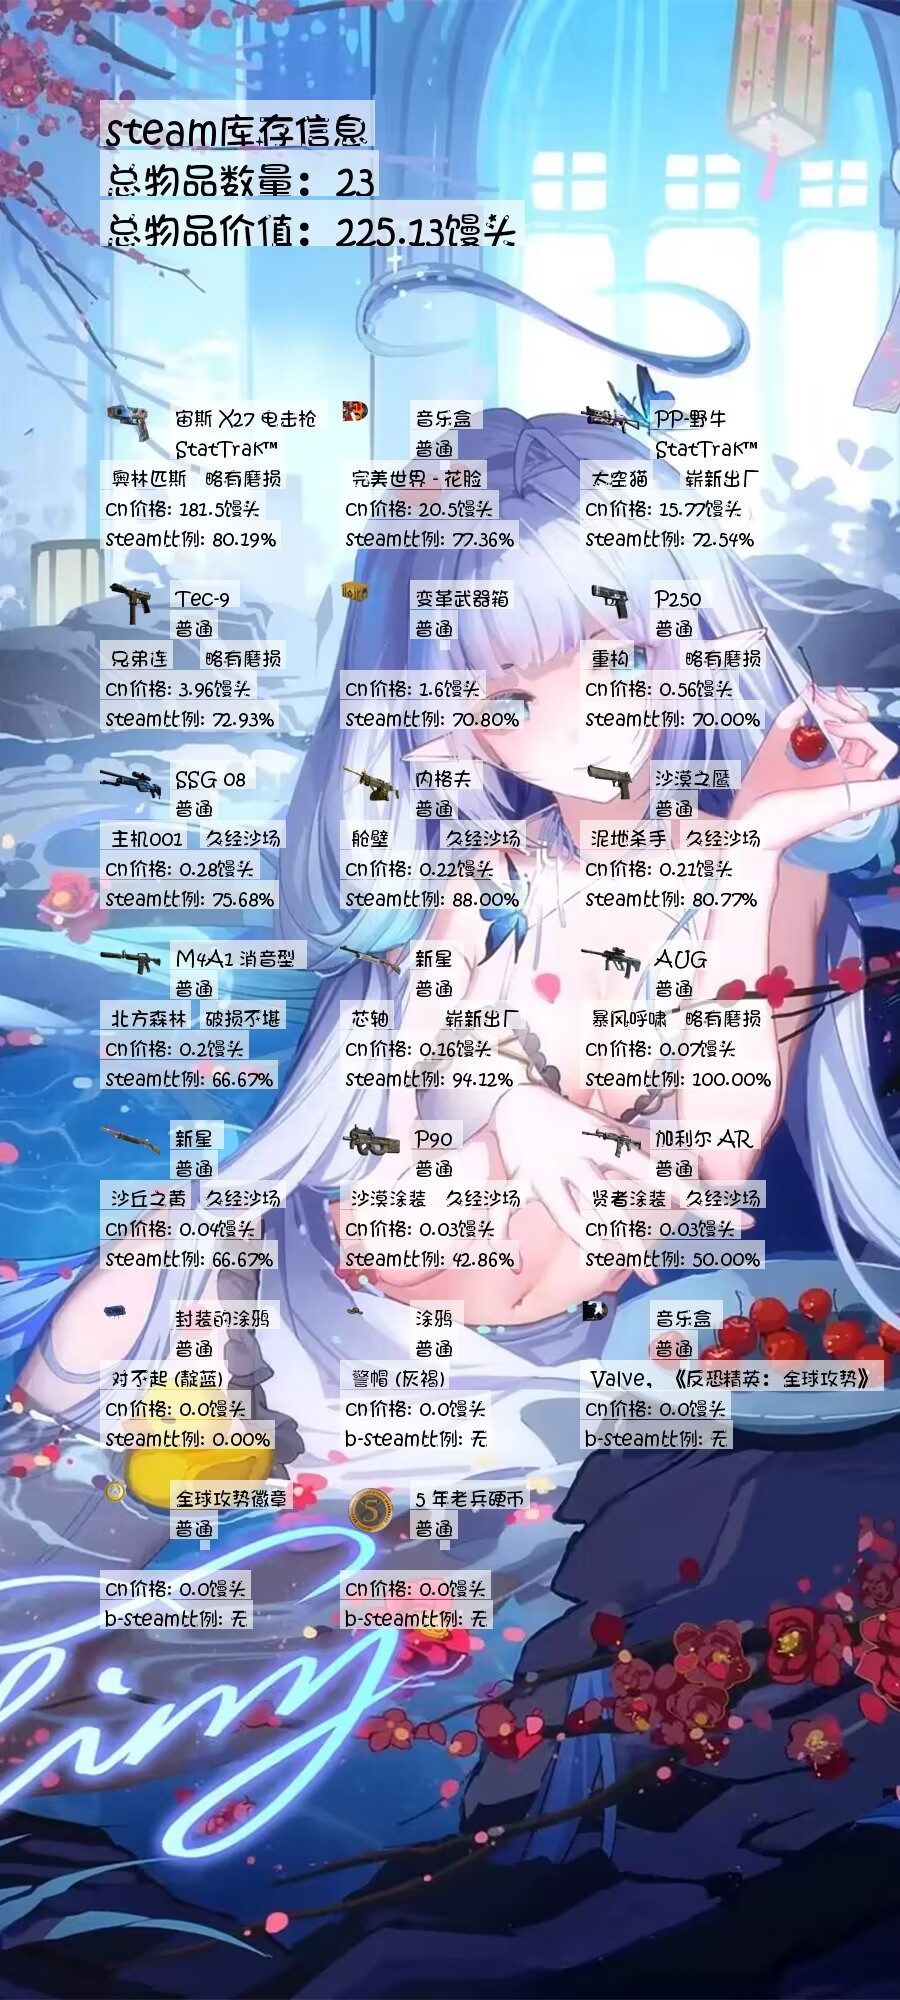 steam库存信息
总物品数量：23
总物品价值：225.13馒头
宙斯 X27 电击枪
StatTrak™
奥林匹斯 略有磨损
cn价格: 181.5馒头
steam比例: 80.19%
音乐盒
普通
完美世界 - 花脸
cn价格: 20.5馒头
steam比例: 77.36%
PP-野牛
StatTrak™
太空猫 崭新出厂
cn价格: 15.77馒头
steam比例: 72.54%
Tec-9
普通
兄弟连 略有磨损
cn价格: 3.96馒头
steam比例: 72.93%
变革武器箱
普通
cn价格: 1.6馒头
steam比例: 70.80%
P250
普通
重构 略有磨损
cn价格: 0.56馒头
steam比例: 70.00%
SSG 08
普通
主机001 久经沙场
cn价格: 0.28馒头
steam比例: 75.68%
内格夫
普通
舱壁 久经沙场
cn价格: 0.22馒头
steam比例: 88.00%
沙漠之鹰
普通
泥地杀手 久经沙场
cn价格: 0.21馒头
steam比例: 80.77%
M4A1 消音型
普通
北方森林 破损不堪
cn价格: 0.2馒头
steam比例: 66.67%
新星
普通
芯轴 崭新出厂
cn价格: 0.16馒头
steam比例: 94.12%
AUG
普通
暴风呼啸 略有磨损
cn价格: 0.07馒头
steam比例: 100.00%
新星
普通
沙丘之黄 久经沙场
cn价格: 0.04馒头
steam比例: 66.67%
P90
普通
沙漠涂装 久经沙场
cn价格: 0.03馒头
steam比例: 42.86%
加利尔 AR
普通
贤者涂装 久经沙场
cn价格: 0.03馒头
steam比例: 50.00%
封装的涂鸦
普通
对不起 (靛蓝)
cn价格: 0.0馒头
steam比例: 0.00%
涂鸦
普通
警帽 (灰褐)
cn价格: 0.0馒头
b-steam比例: 无
音乐盒
普通
Valve，《反恐精英：全球攻势》
cn价格: 0.0馒头
b-steam比例: 无
全球攻势徽章
普通
cn价格: 0.0馒头
b-steam比例: 无
5 年老兵硬币
普通
cn价格: 0.0馒头
b-steam比例: 无
5